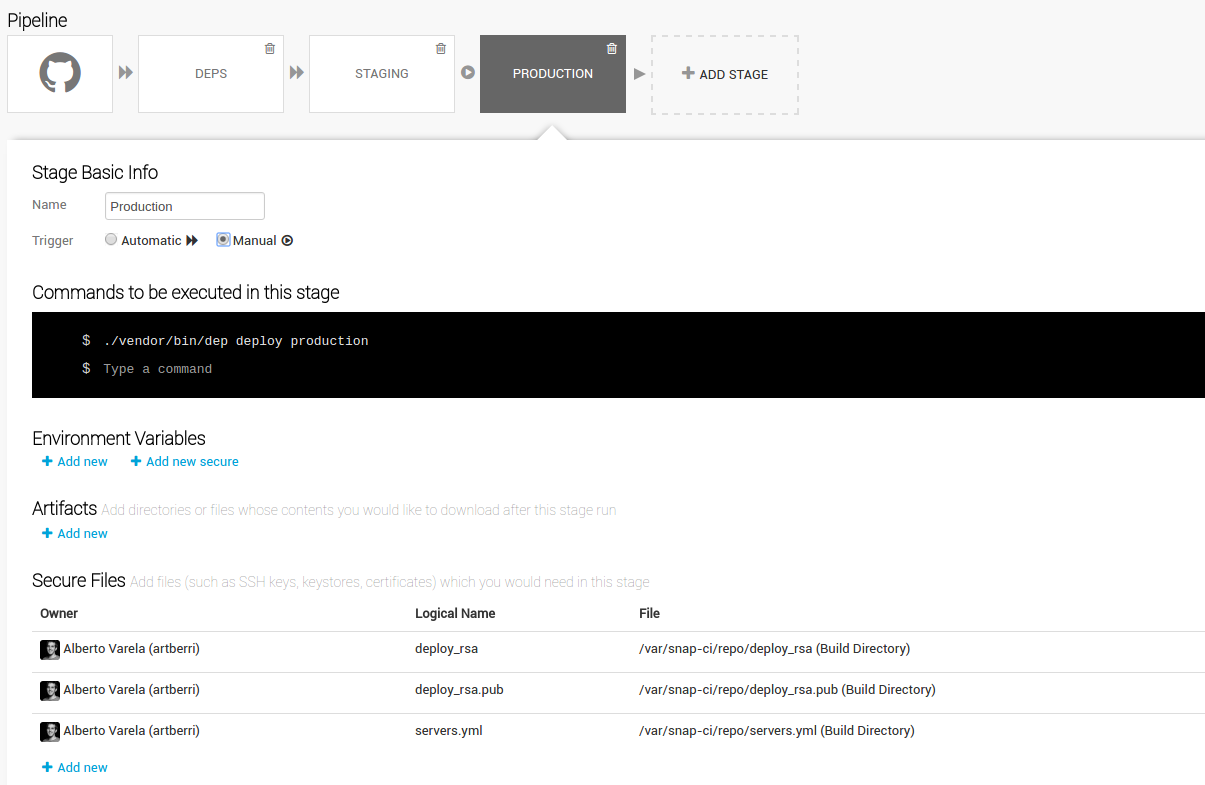 Pipeline
DEPS
STAGING
PRODUCTION
ADD STAGE
Stage Basic Info
Name
Production
Trigger
Automatic
Manual
Commands to be executed in this stage
$ ./vendor/bin/dep deploy production
$ Type a command
Environment Variables
Add new
Add new secure
Artifacts Add directories or files whose contents you would like to download after this stage run
Add new
Secure Files Add files (such as SSH keys, keystores, certificates) which you would need in this stage
Owner Logical Name File
Alberto Varela (artberri) deploy_rsa /var/snap-ci/repo/deploy_rsa (Build Directory)
Alberto Varela (artberri) deploy_rsa.pub /var/snap-ci/repo/deploy_rsa.pub (Build Directory)
Alberto Varela (artberri) servers.yml /var/snap-ci/repo/servers.yml (Build Directory)
Add new